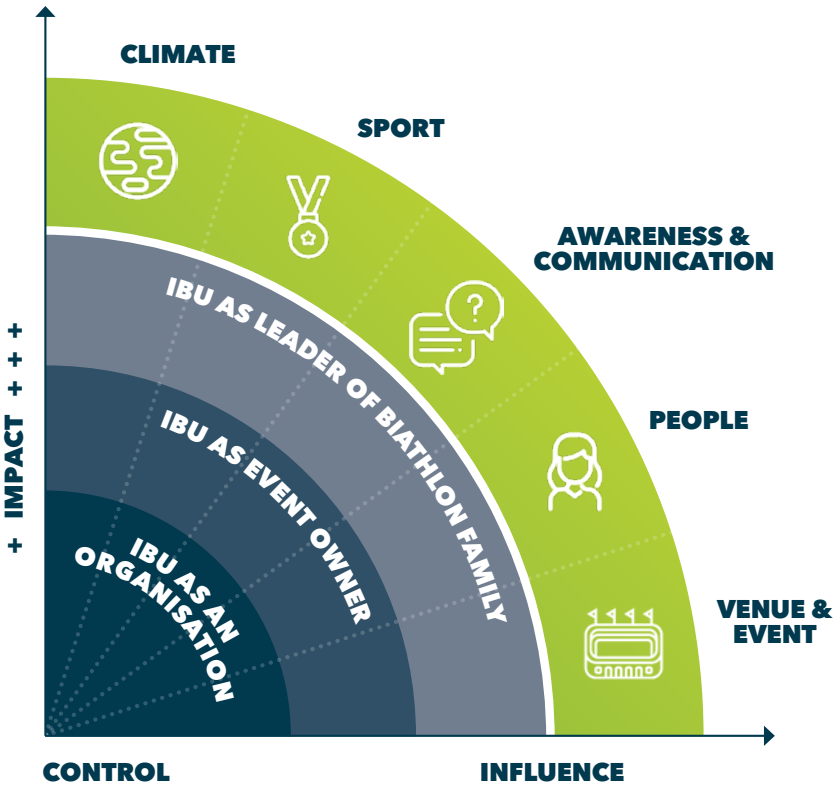 CLIMATE
SPORT
AWARENESS &
COMMUNICATION
PEOPLE
VENUE &
EVENT
IBU AS LEADER OF BIATHLON FAMILY
IBU AS EVENT OWNER
IBU AS AN
ORGANISATION
?
+ IMPACT + + +
CONTROL
INFLUENCE